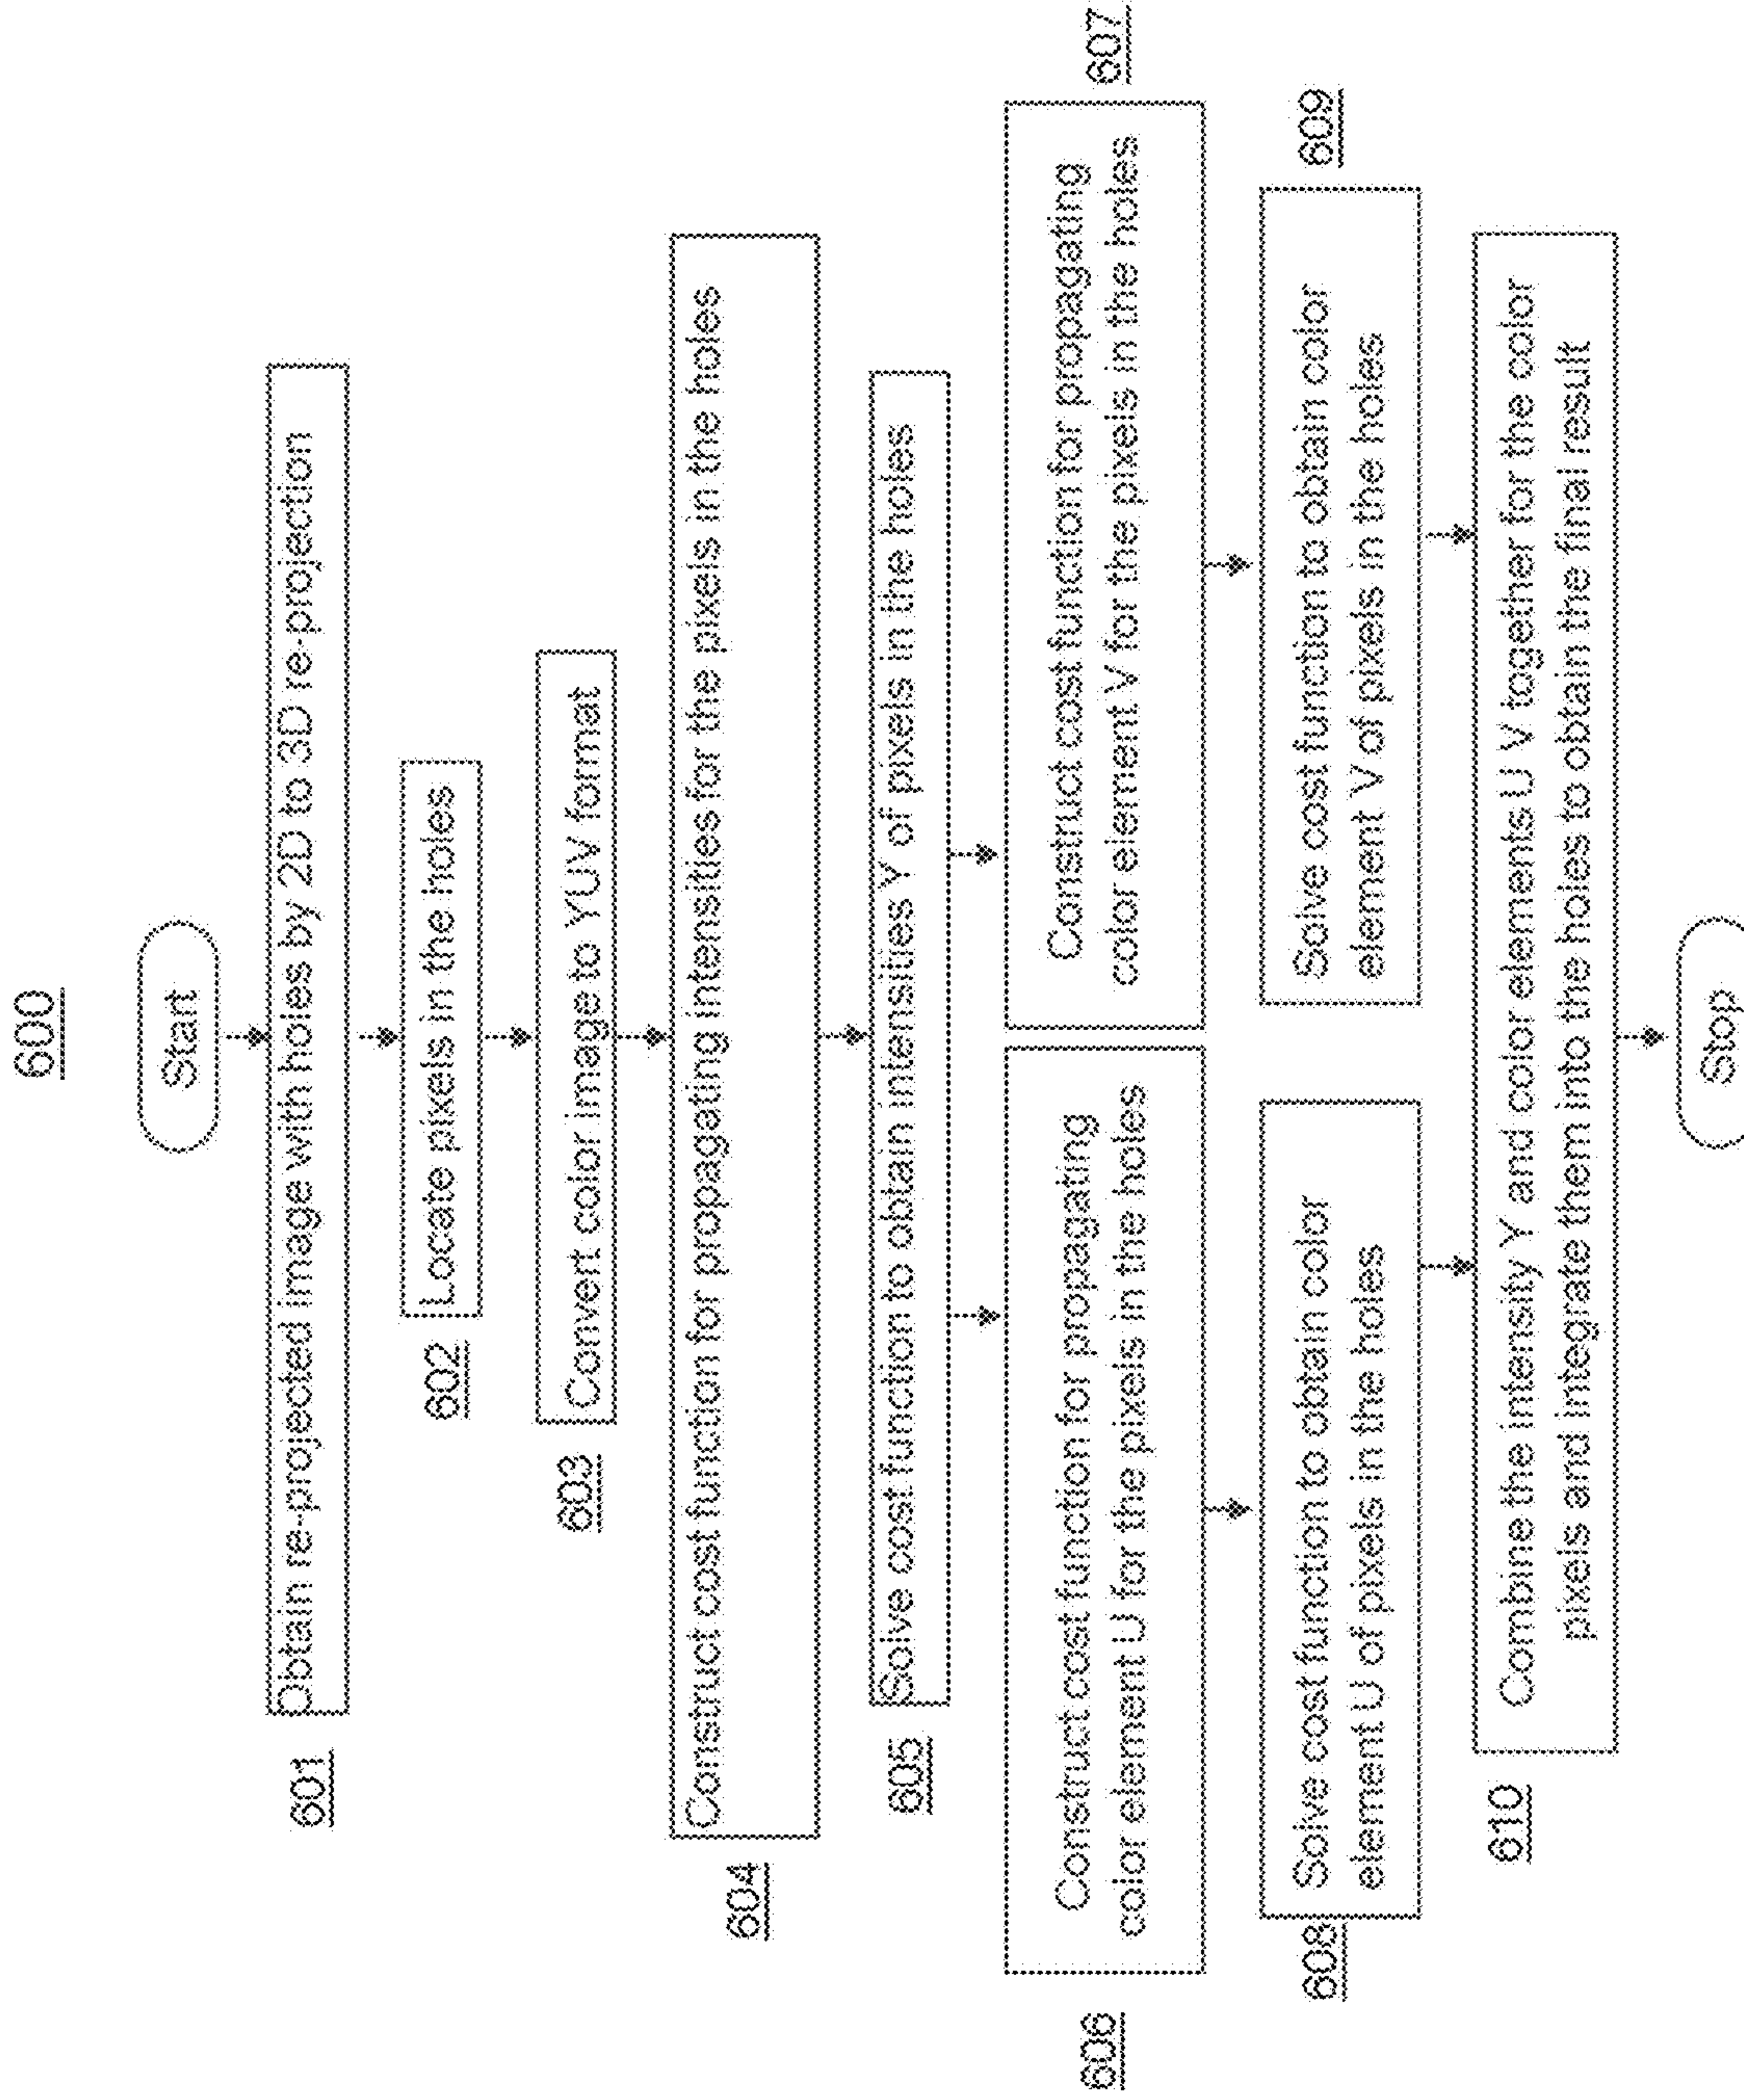 600
Start
601
Obtain re-projected image with holes by 2D to 3D re-projection
602
Locate pixels in the holes
603
Convert color image to YUV format
604
Construct cost function for propagating intensities for the pixels in the holes
605
Solve cost function to obtain intensities Y of pixels in the holes
606
Construct cost function for propagating
color element U for the pixels in the holes
607
Construct cost function for propagating
color element V for the pixels in the holes
608
Solve cost function to obtain color
element U of pixels in the holes
609
Solve cost function to obtain color
element V of pixels in the holes
610
Combine the intensity Y and color elements U V together for the color
pixels and integrate them into the holes to obtain the final result
Stop